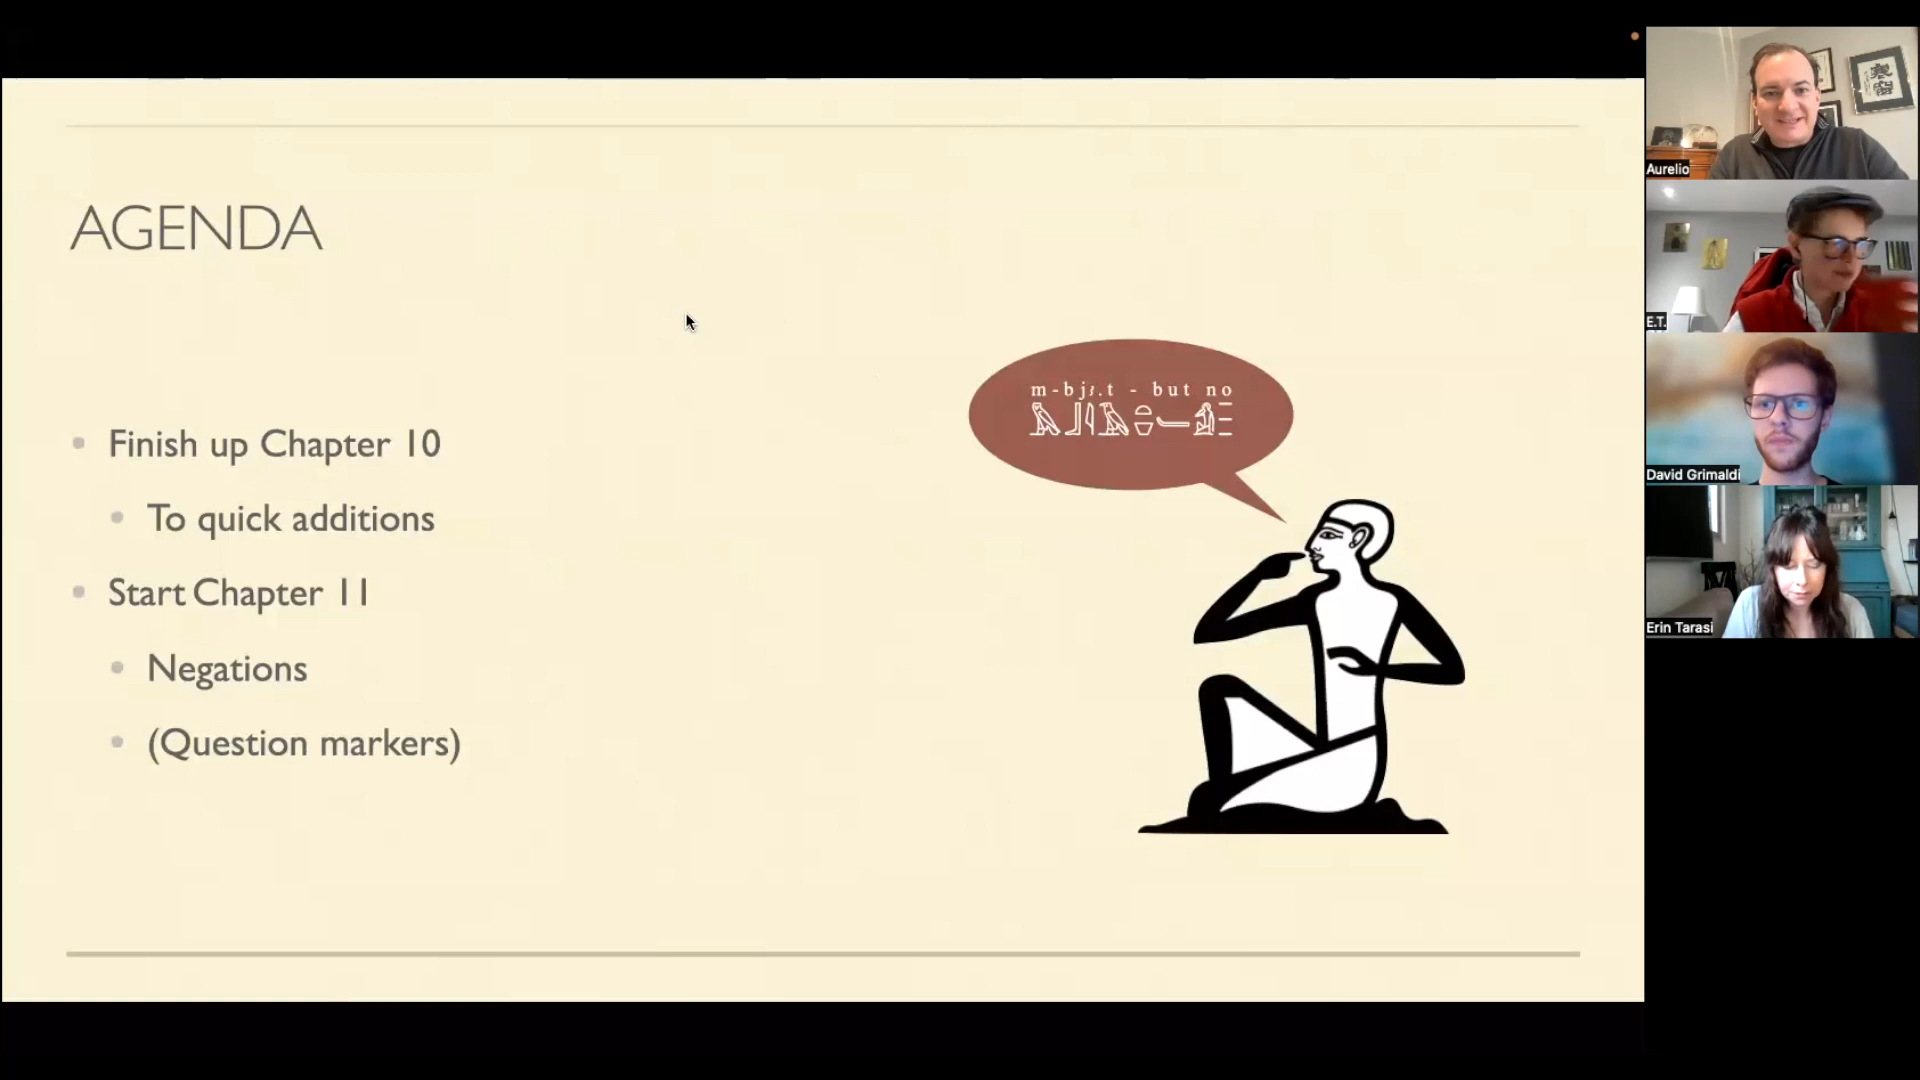 AGENDA
Finish up Chapter 10
To quick additions
Start Chapter 11
Negations
(Question markers)
- but no
Aurelio
E.T.
David Grimaldi
Erin Tarasi